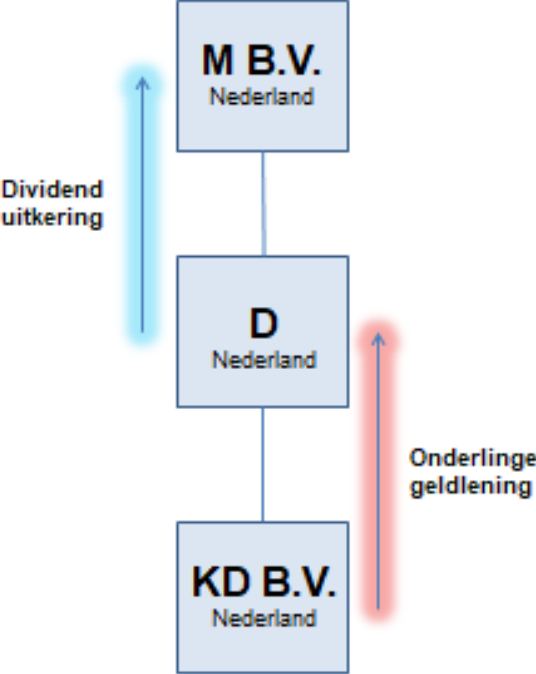 M B.V.
Nederland
Dividend
uitkering
D
Nederland
Onderlinge
geldlening
KD B.V.
Nederland